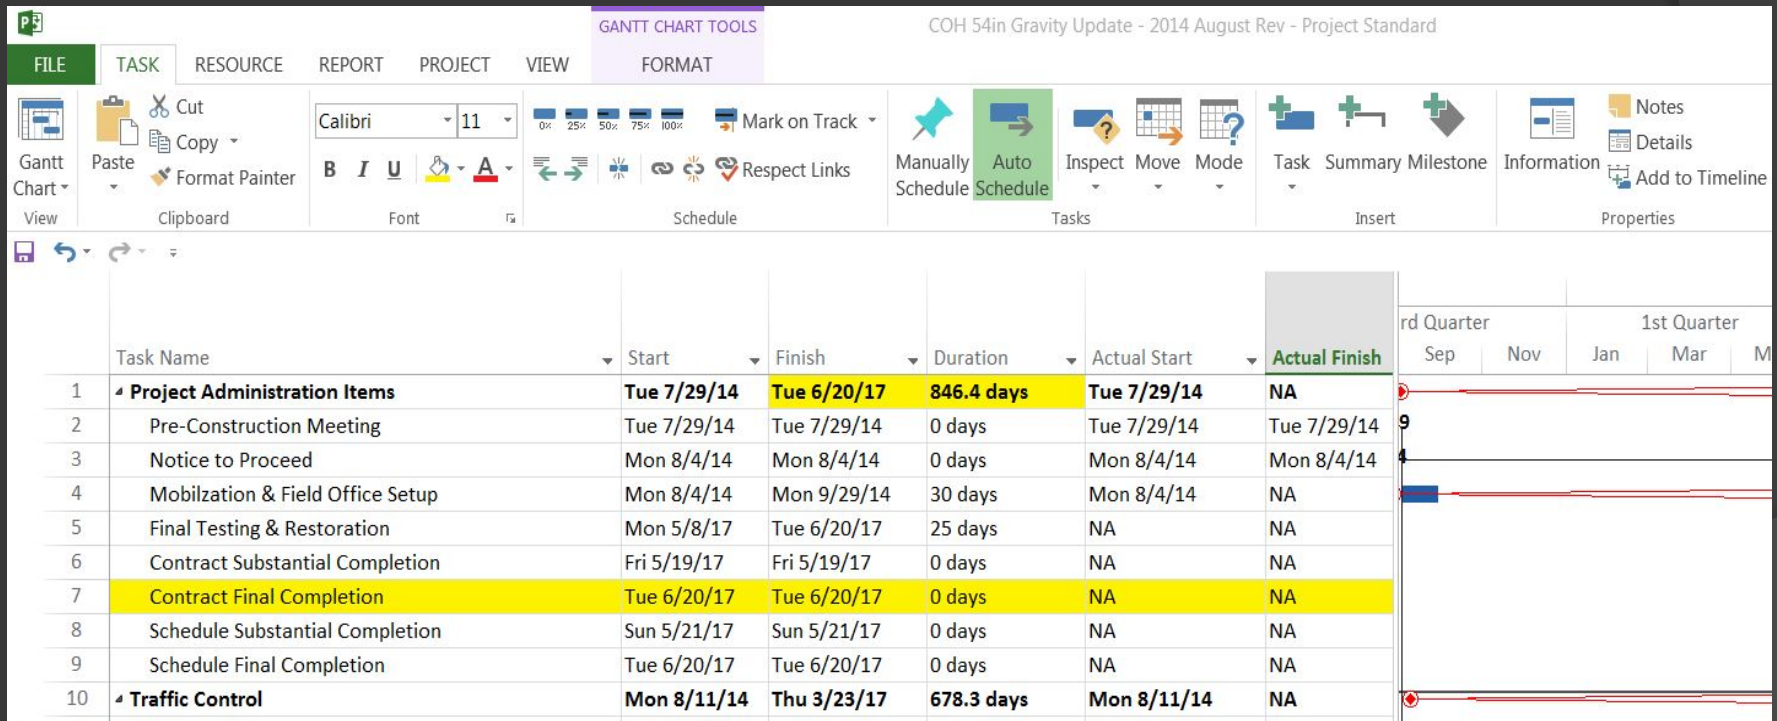 GANTT CHART TOOLS COH 54in Gravity Update - 2014 August Rev - Project Standard
FILE TASK RESOURCE REPORT PROJECT VIEW FORMAT
Gantt Chart
View
Paste
Cut
Copy
Format Painter
Clipboard
Calibri 11
B I U A
Font
0% 25% 50% 75% 100% Mark on Track
Respect Links
Schedule
Manually Schedule
Auto Schedule
Inspect Move Mode
Tasks
Task Summary Milestone
Insert
Information
Notes
Details
Add to Timeline
Properties
rd Quarter 1st Quarter
Task Name Start Finish Duration Actual Start Actual Finish Sep Nov Jan Mar M
1 Project Administration Items Tue 7/29/14 Tue 6/20/17 846.4 days Tue 7/29/14 NA
2 Pre-Construction Meeting Tue 7/29/14 Tue 7/29/14 0 days Tue 7/29/14 Tue 7/29/14 9
3 Notice to Proceed Mon 8/4/14 Mon 8/4/14 0 days Mon 8/4/14 Mon 8/4/14 4
4 Mobilzation & Field Office Setup Mon 8/4/14 Mon 9/29/14 30 days Mon 8/4/14 NA
5 Final Testing & Restoration Mon 5/8/17 Tue 6/20/17 25 days NA NA
6 Contract Substantial Completion Fri 5/19/17 Fri 5/19/17 0 days NA NA
7 Contract Final Completion Tue 6/20/17 Tue 6/20/17 0 days NA NA
8 Schedule Substantial Completion Sun 5/21/17 Sun 5/21/17 0 days NA NA
9 Schedule Final Completion Tue 6/20/17 Tue 6/20/17 0 days NA NA
10 Traffic Control Mon 8/11/14 Thu 3/23/17 678.3 days Mon 8/11/14 NA